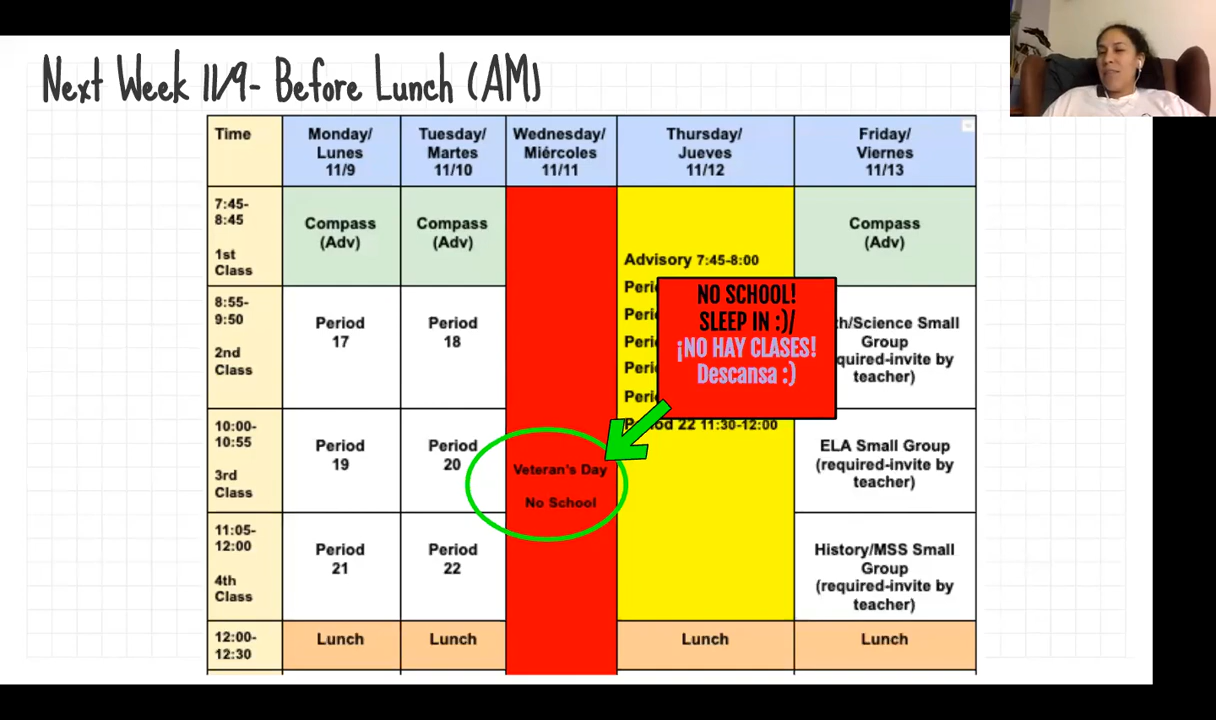 Next Week 11/9- Before Lunch (AM)
Time
Monday/
Lunes
11/9
Tuesday/
Martes
11/10
Wednesday/
Miércoles
11/11
Thursday/
Jueves
11/12
Friday/
Viernes
11/13
7:45-
8:45
1st
Class
Compass
(Adv)
Compass
(Adv)
Advisory 7:45-8:00
Compass
(Adv)
8:55-
9:50
2nd
Class
Period
17
Period
18
NO SCHOOL!
SLEEP IN :)/
¡NO HAY CLASES!
Descansa :)
/Science Small
Group
invite by
teacher)
10:00-
10:55
3rd
Class
Period
19
Period
20
Veteran's Day
No School
22 11:30-12:00
ELA Small Group
(required-invite by
teacher)
11:05-
12:00
4th
Class
Period
21
Period
22
History/MSS Small
Group
(required-invite by
teacher)
12:00-
12:30
Lunch
Lunch
Lunch
Lunch